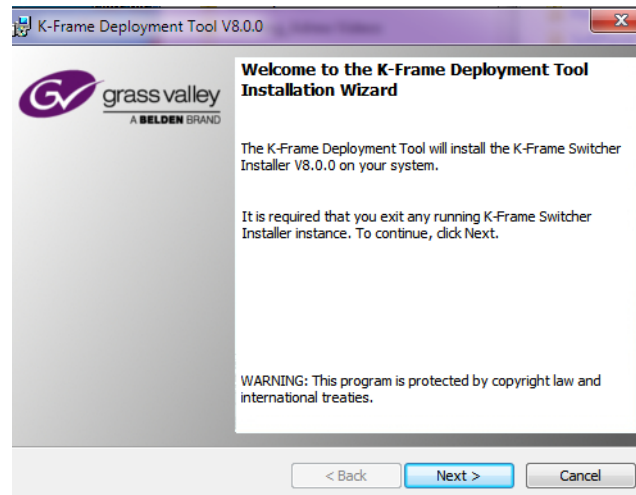 K-Frame Deployment Tool V8.0.0
X
GV
grass valley
A BELDEN BRAND
Welcome to the K-Frame Deployment Tool
Installation Wizard
The K-Frame Deployment Tool will install the K-Frame Switcher
Installer V8.0.0 on your system.
It is required that you exit any running K-Frame Switcher
Installer instance. To continue, click Next.
WARNING: This program is protected by copyright law and
international treaties.
< Back
Next >
Cancel